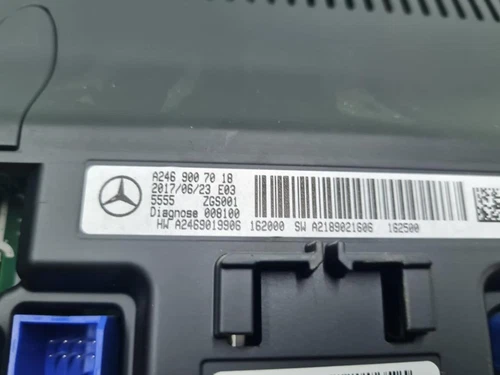 A246 900 70 18
2017/06/23 E03
5555 ZGS001
Diagnose 008100
HW A2469019906 162000 SW A2189021606 162500